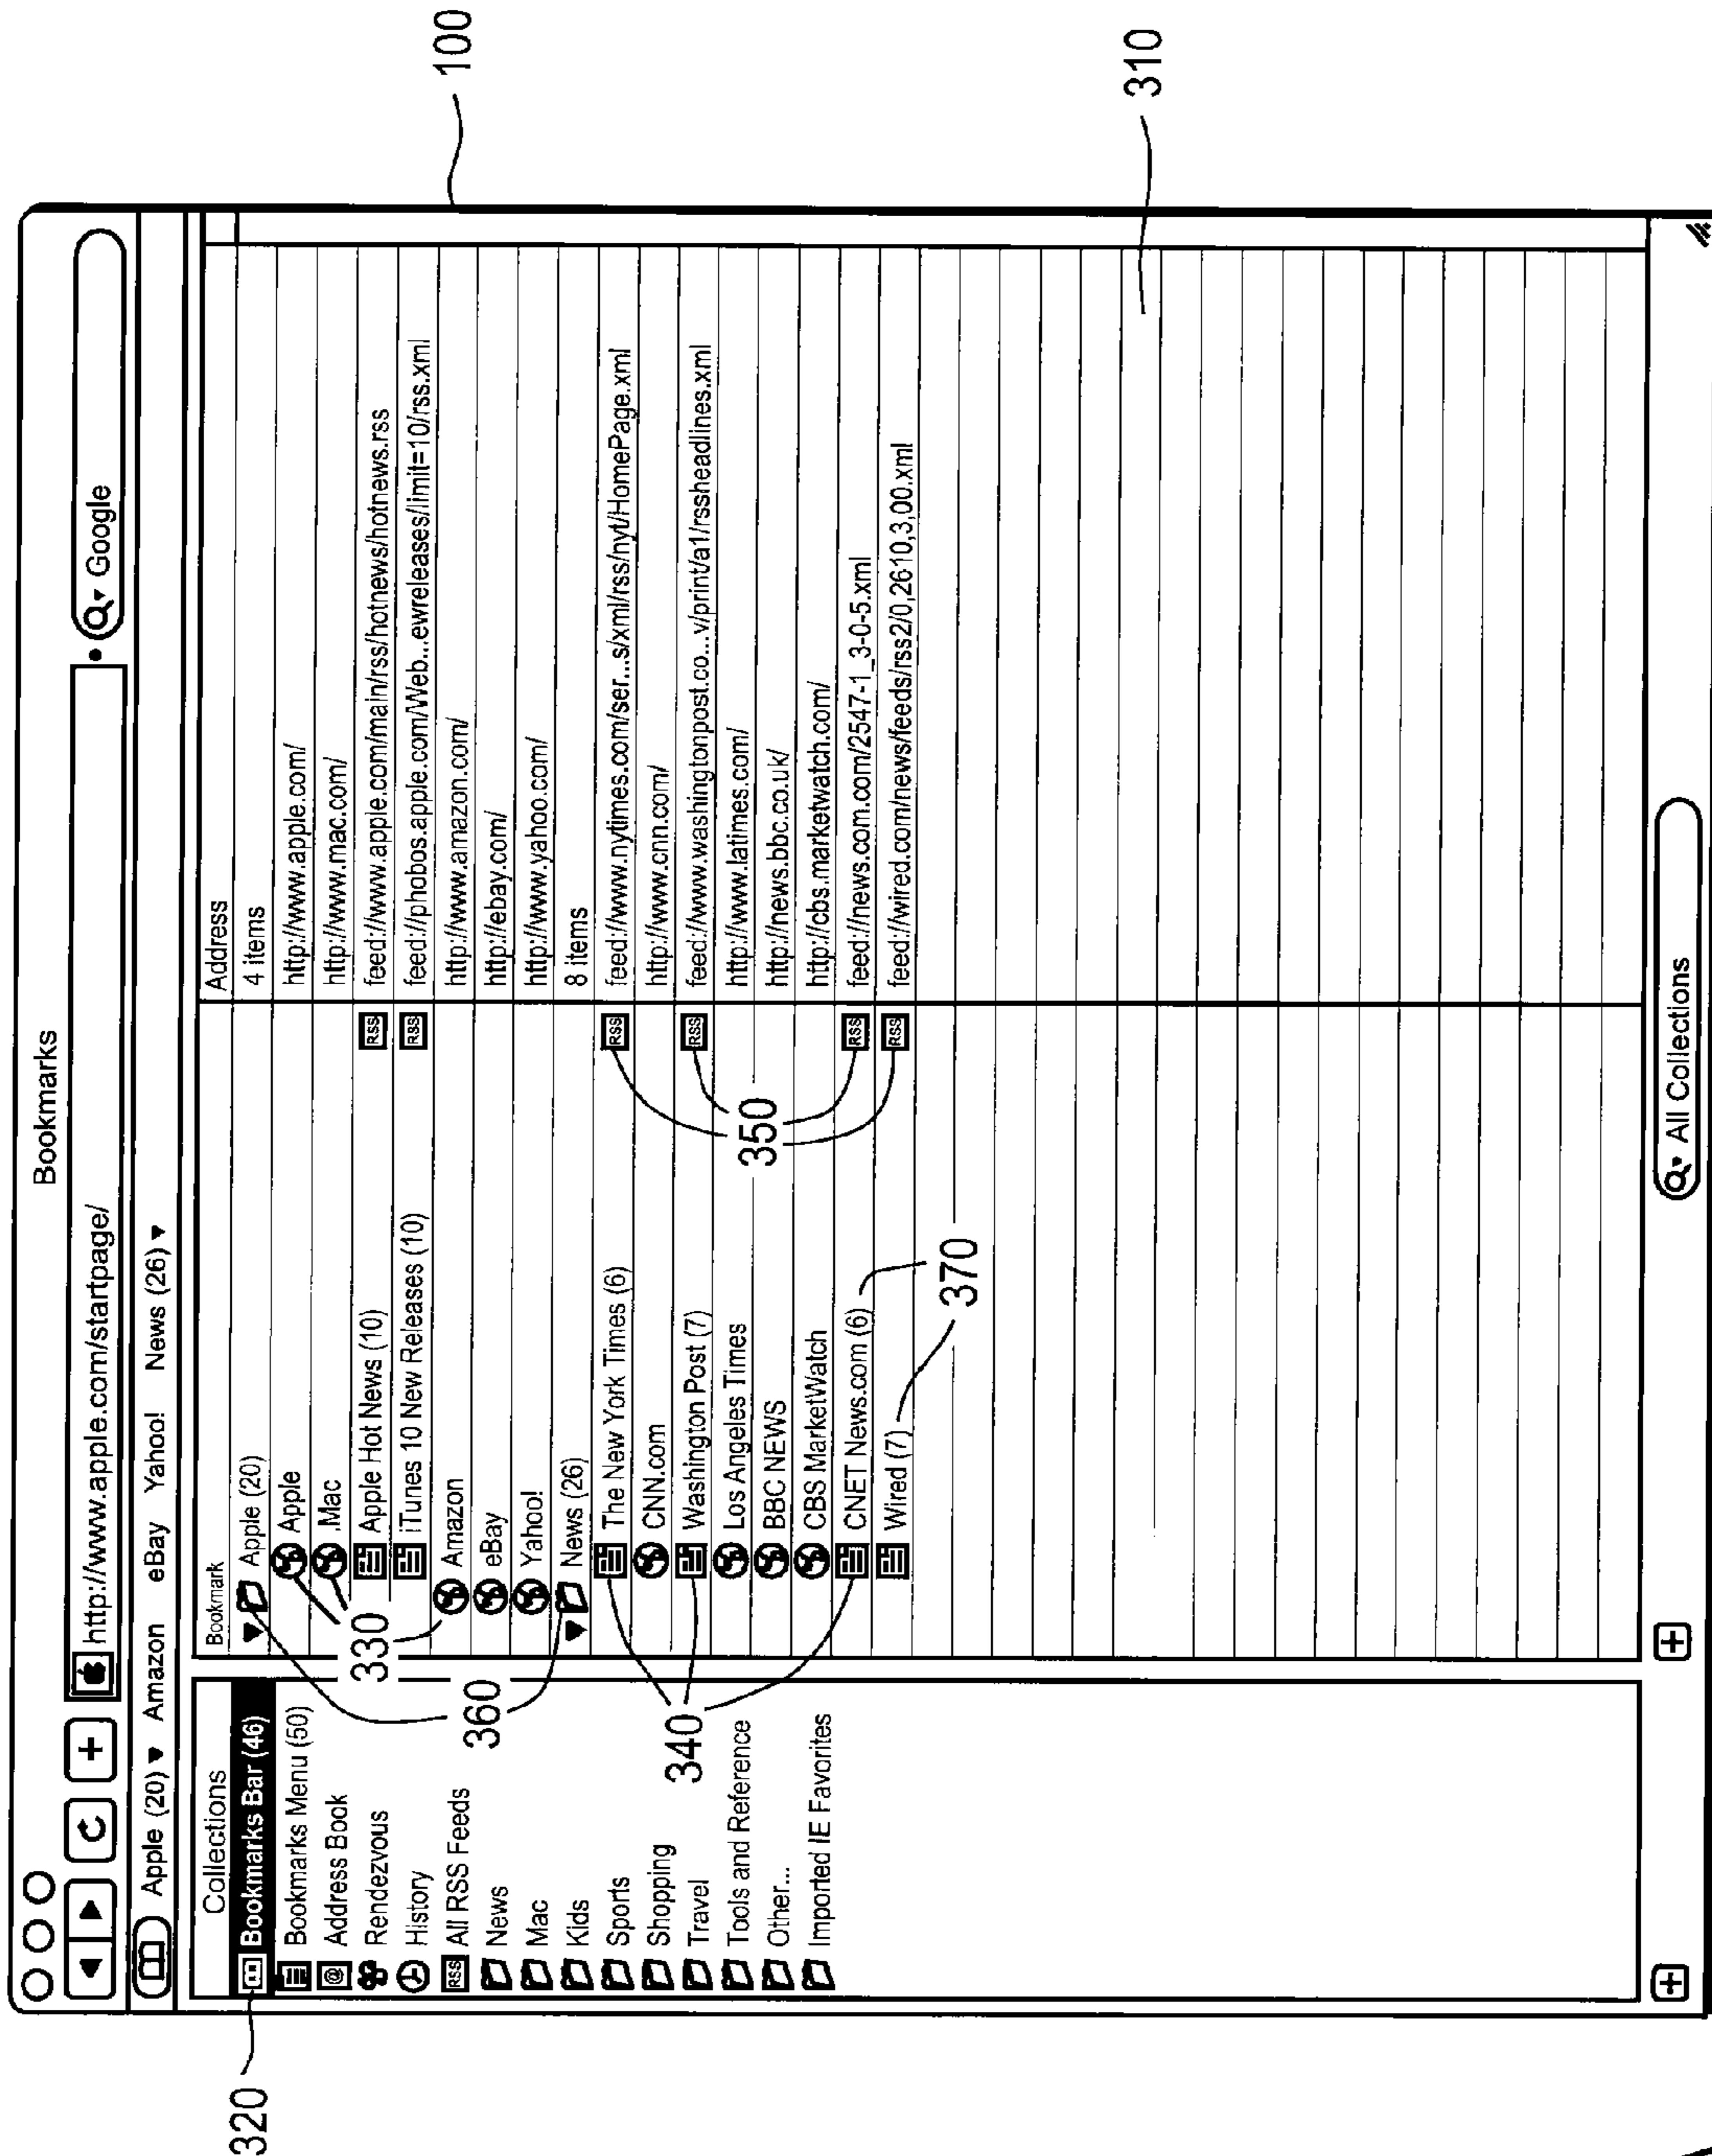 Bookmarks
http://www.apple.com/startpage/
Google
Apple (20) Amazon eBay Yahoo! News (26)
Collections
Bookmarks Bar (46)
Bookmarks Menu (50)
@ Address Book
Rendezvous
History
RSS All RSS Feeds
News
Mac
Kids
Sports
Shopping
Travel
Tools and Reference
Other...
Imported IE Favorites
Bookmark Address
Apple (20) 4 items
Apple http://www.apple.com/
.Mac http://www.mac.com/
Apple Hot News (10) RSS feed://www.apple.com/main/rss/hotnews/hotnews.rss
iTunes 10 New Releases (10) RSS feed://phobos.apple.com/Web...ewreleases/limit=10/rss.xml
Amazon http://www.amazon.com/
eBay http://ebay.com/
Yahoo! http://www.yahoo.com/
News (26) 8 items
The New York Times (6) RSS feed://www.nytimes.com/ser...s/xml/rss/nyt/HomePage.xml
CNN.com http://www.cnn.com/
Washington Post (7) RSS feed://www.washingtonpost.co...v/print/a1/rssheadlines.xml
Los Angeles Times http://www.latimes.com/
BBC NEWS http://news.bbc.co.uk/
CBS MarketWatch http://cbs.marketwatch.com/
CNET News.com (6) RSS feed://news.com.com/2547-1_3-0-5.xml
Wired (7) RSS feed://wired.com/news/feeds/rss2/0,2610,3,00.xml
All Collections
100
310
320
330
340
350
360
370